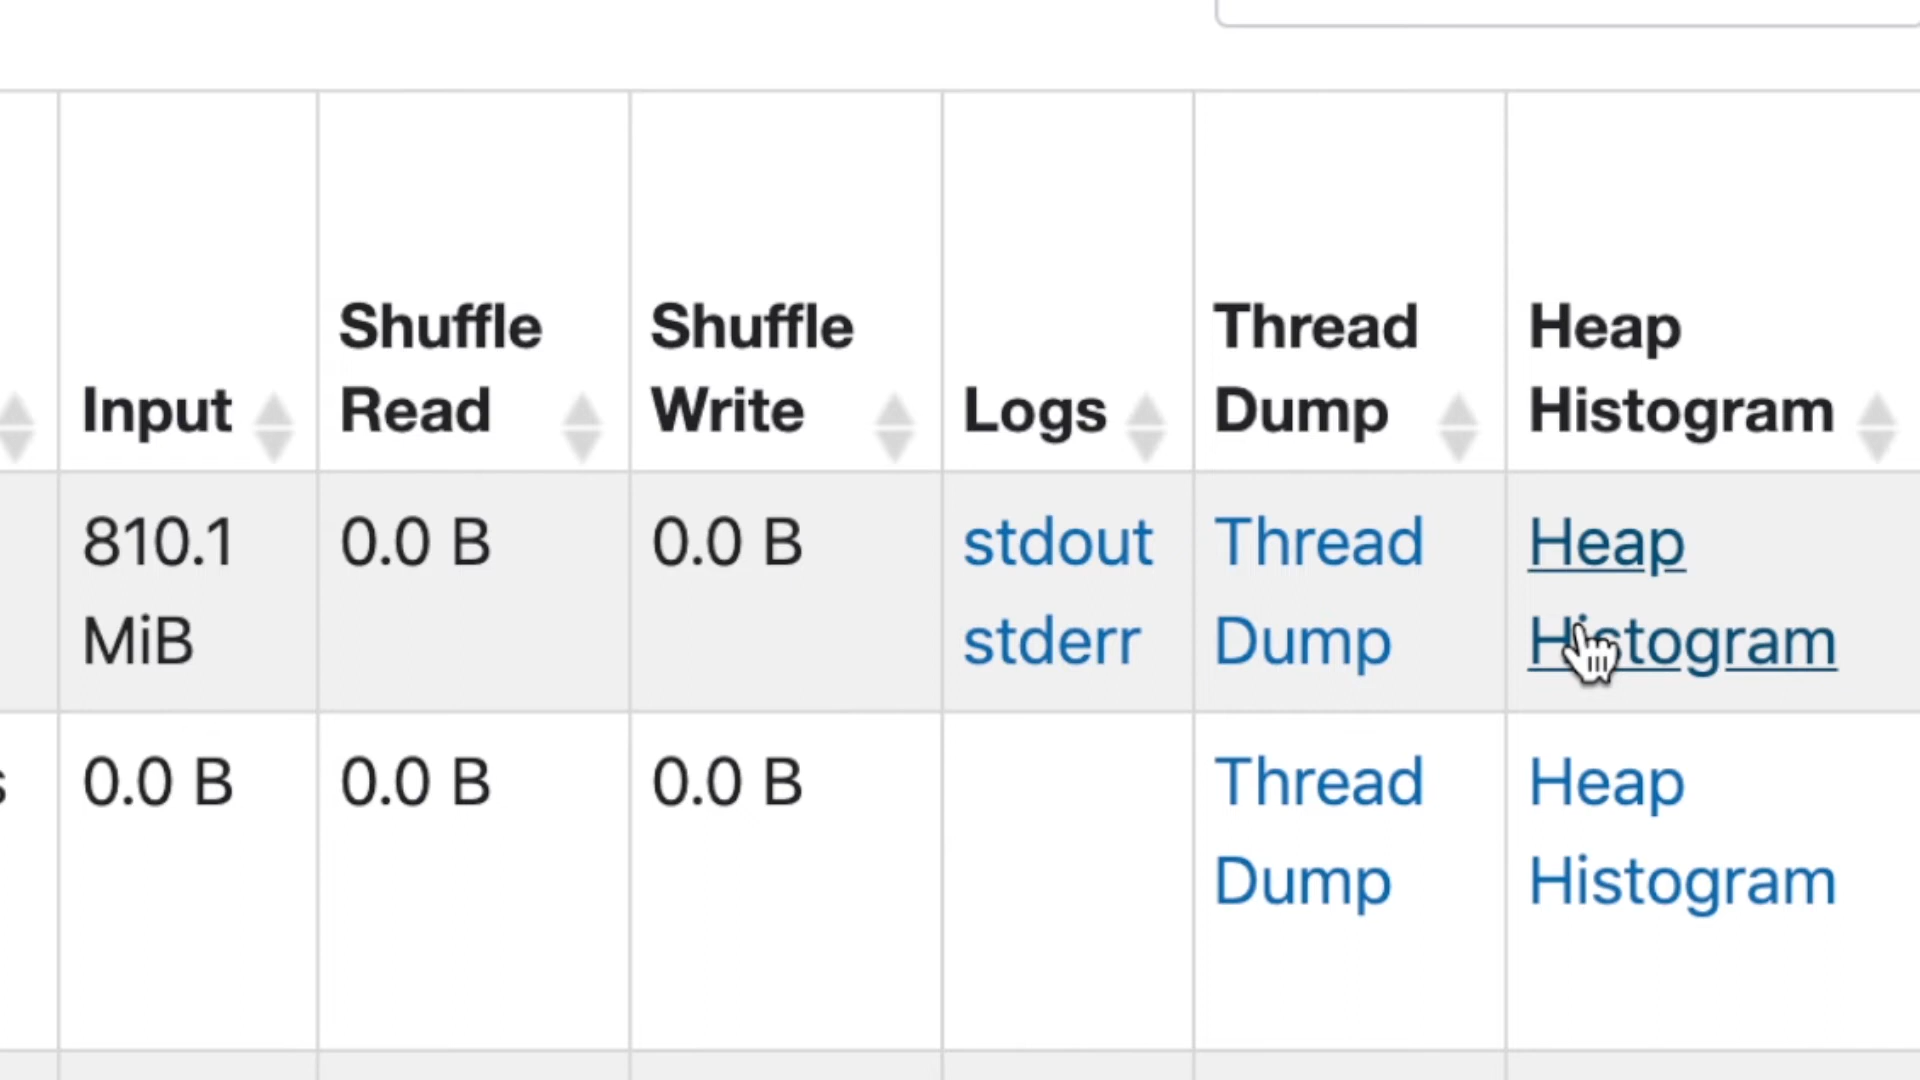 Input
Shuffle
Read
Shuffle
Write
Logs
Thread
Dump
Heap
Histogram
810.1
MiB
0.0 B
0.0 B
stdout
stderr
Thread
Dump
Heap
Histogram
s
0.0 B
0.0 B
0.0 B
Thread
Dump
Heap
Histogram